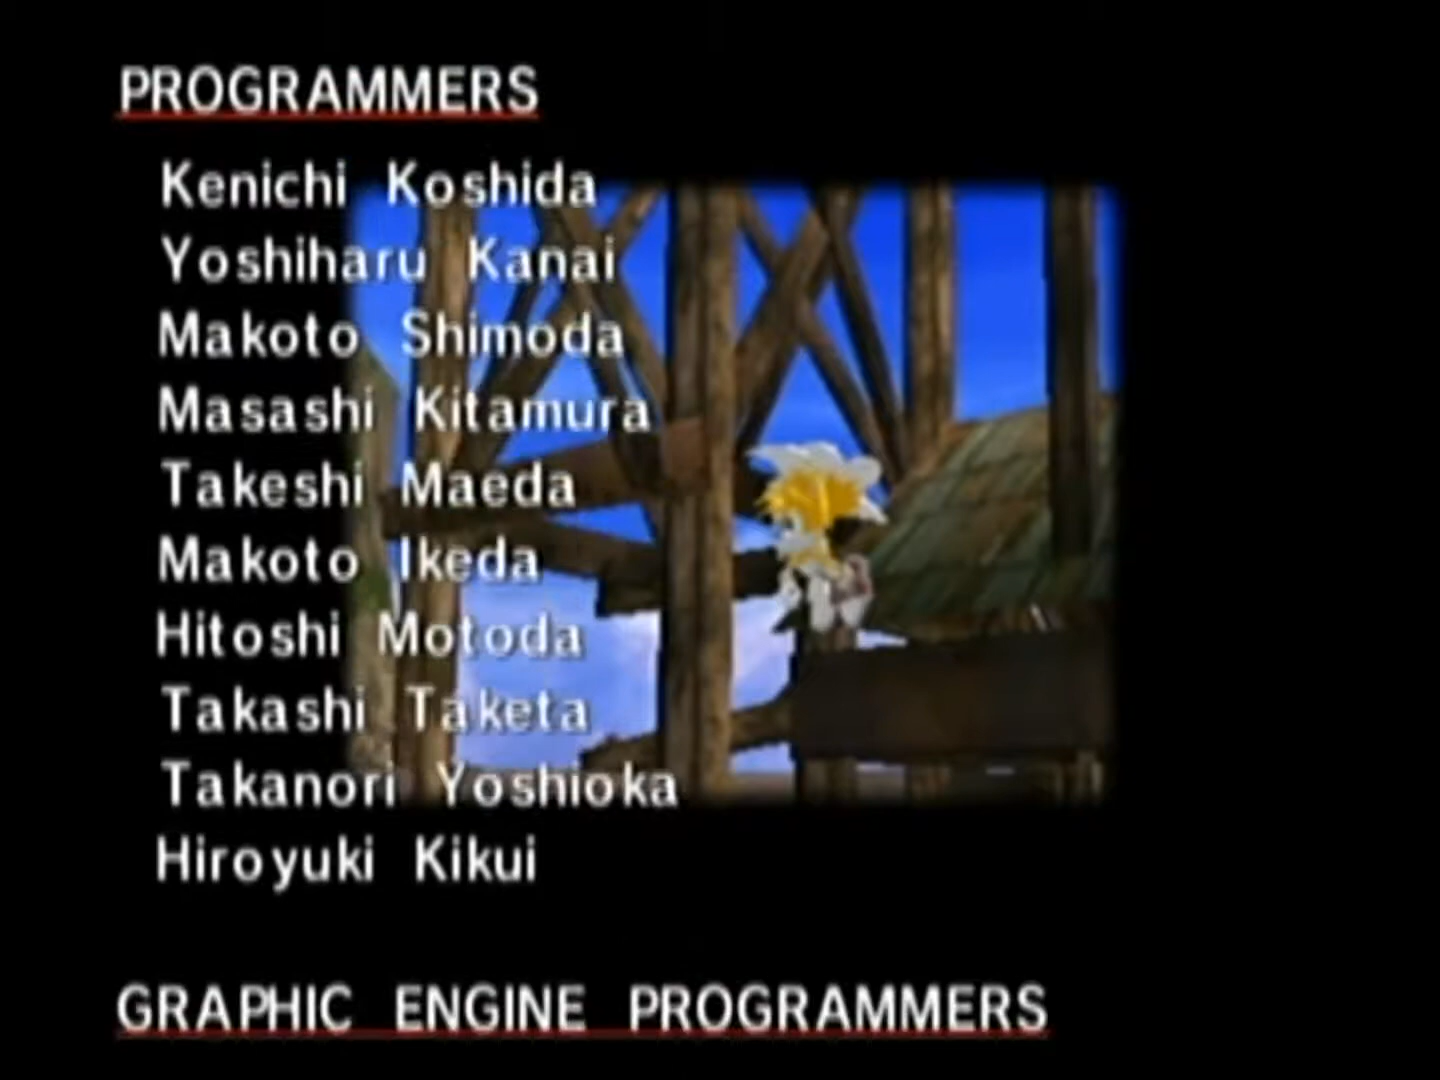 PROGRAMMERS
Kenichi Koshida
Yoshiharu Kanai
Makoto Shimoda
Masashi Kitamura
Takeshi Maeda
Makoto Ikeda
Hitoshi Motoda
Takashi Taketa
Takanori Yoshioka
Hiroyuki Kikui
GRAPHIC ENGINE PROGRAMMERS